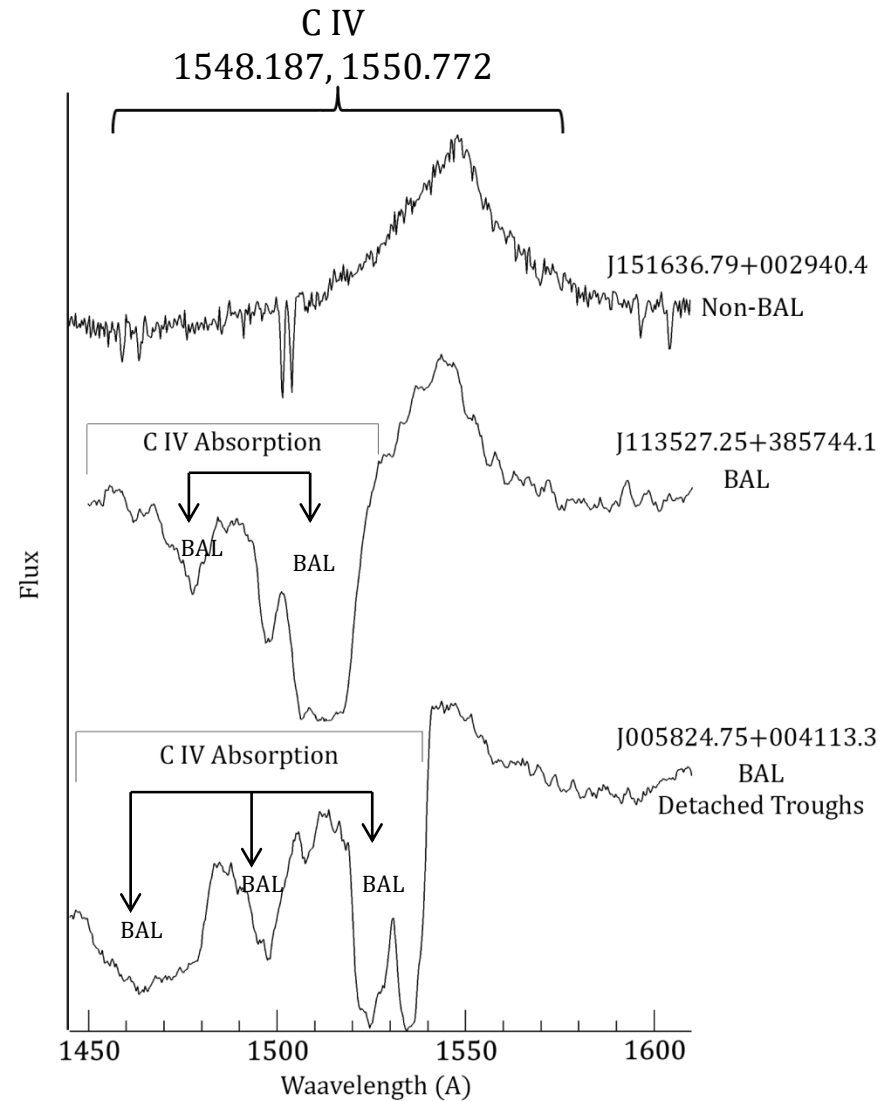 C IV
1548.187, 1550.772
J151636.79+002940.4
Non-BAL
C IV Absorption
J113527.25+385744.1
BAL
BAL
BAL
Flux
C IV Absorption
J005824.75+004113.3
BAL
Detached Troughs
BAL
BAL
BAL
1450
1500
1550
1600
Waavelength (A)